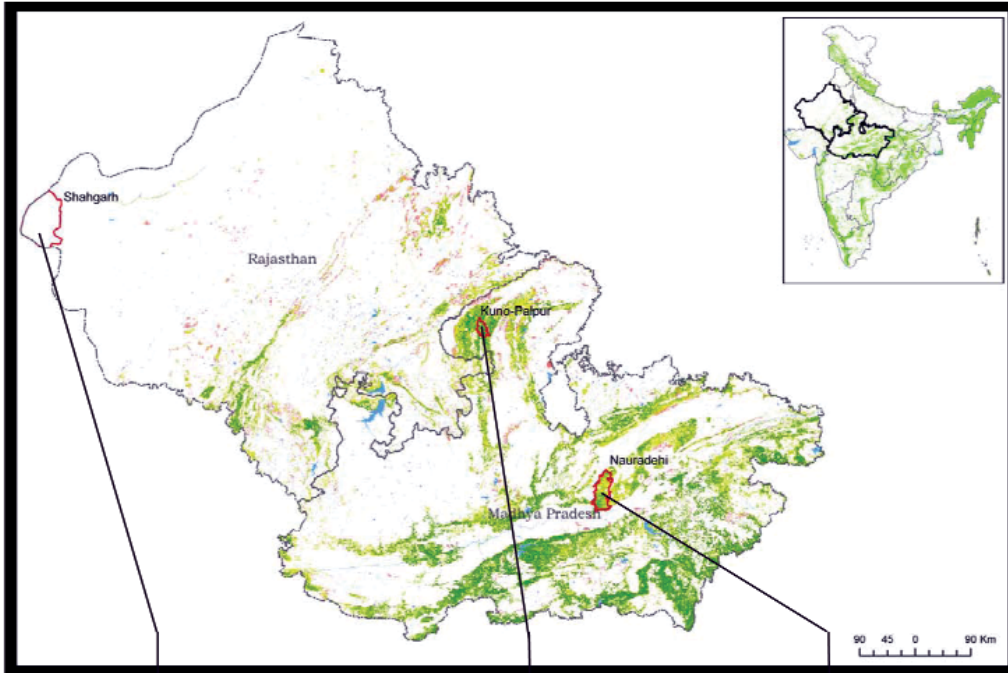 Shahgarh
Rajasthan
Kuno-Palpur
Nauradehi
Madhya Pradesh
90 45 0 90 Km